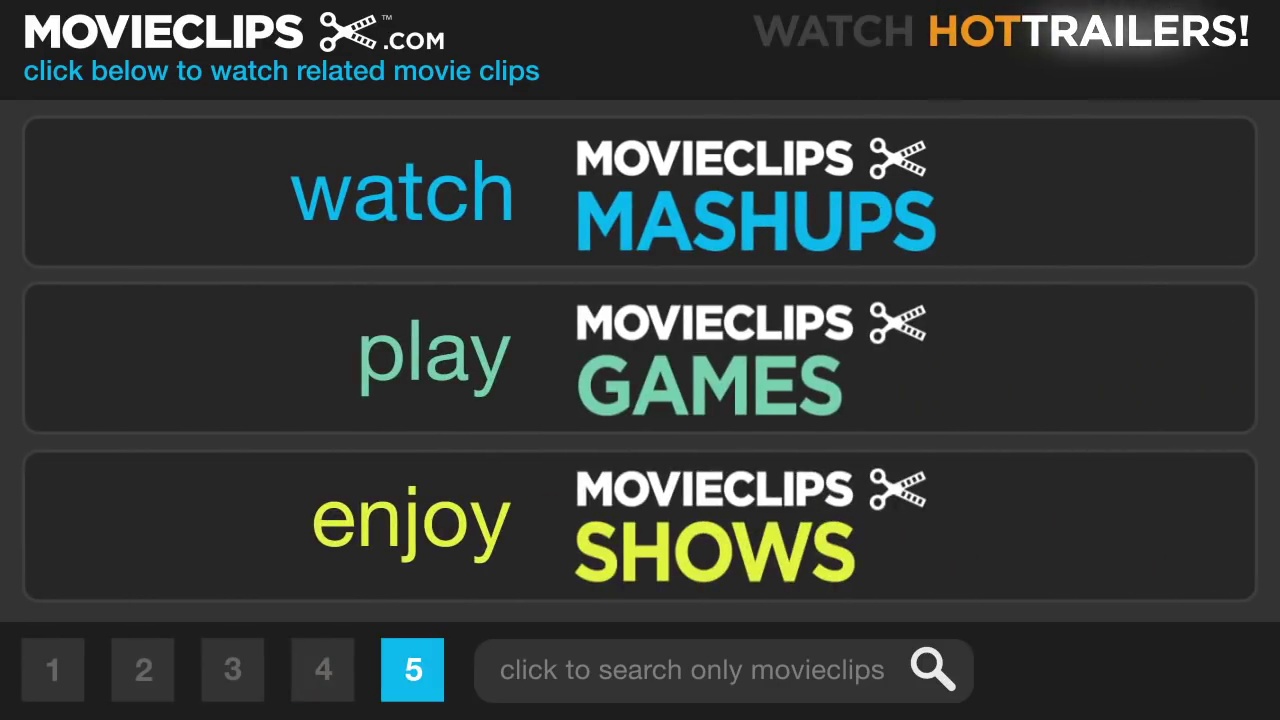 MOVIECLIPS ™.COM
WATCH HOTTRAILERS!
click below to watch related movie clips
watch
MOVIECLIPS
MASHUPS
play
MOVIECLIPS
GAMES
enjoy
MOVIECLIPS
SHOWS
1 2 3 4 5
click to search only movieclips